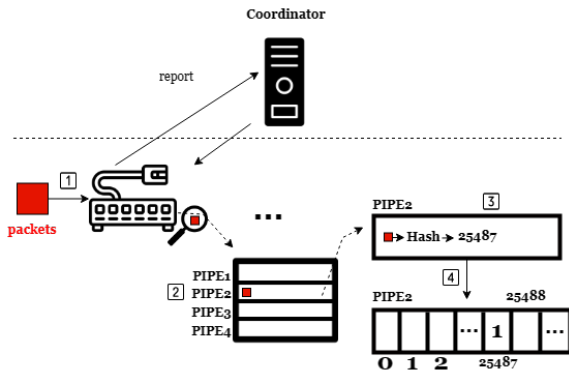 Coordinator
report
1
packets
...
PIPE1
2
PIPE2
PIPE3
PIPE4
PIPE2
3
Hash
25487
4
PIPE2
25488
...
1
...
0 1 2
25487